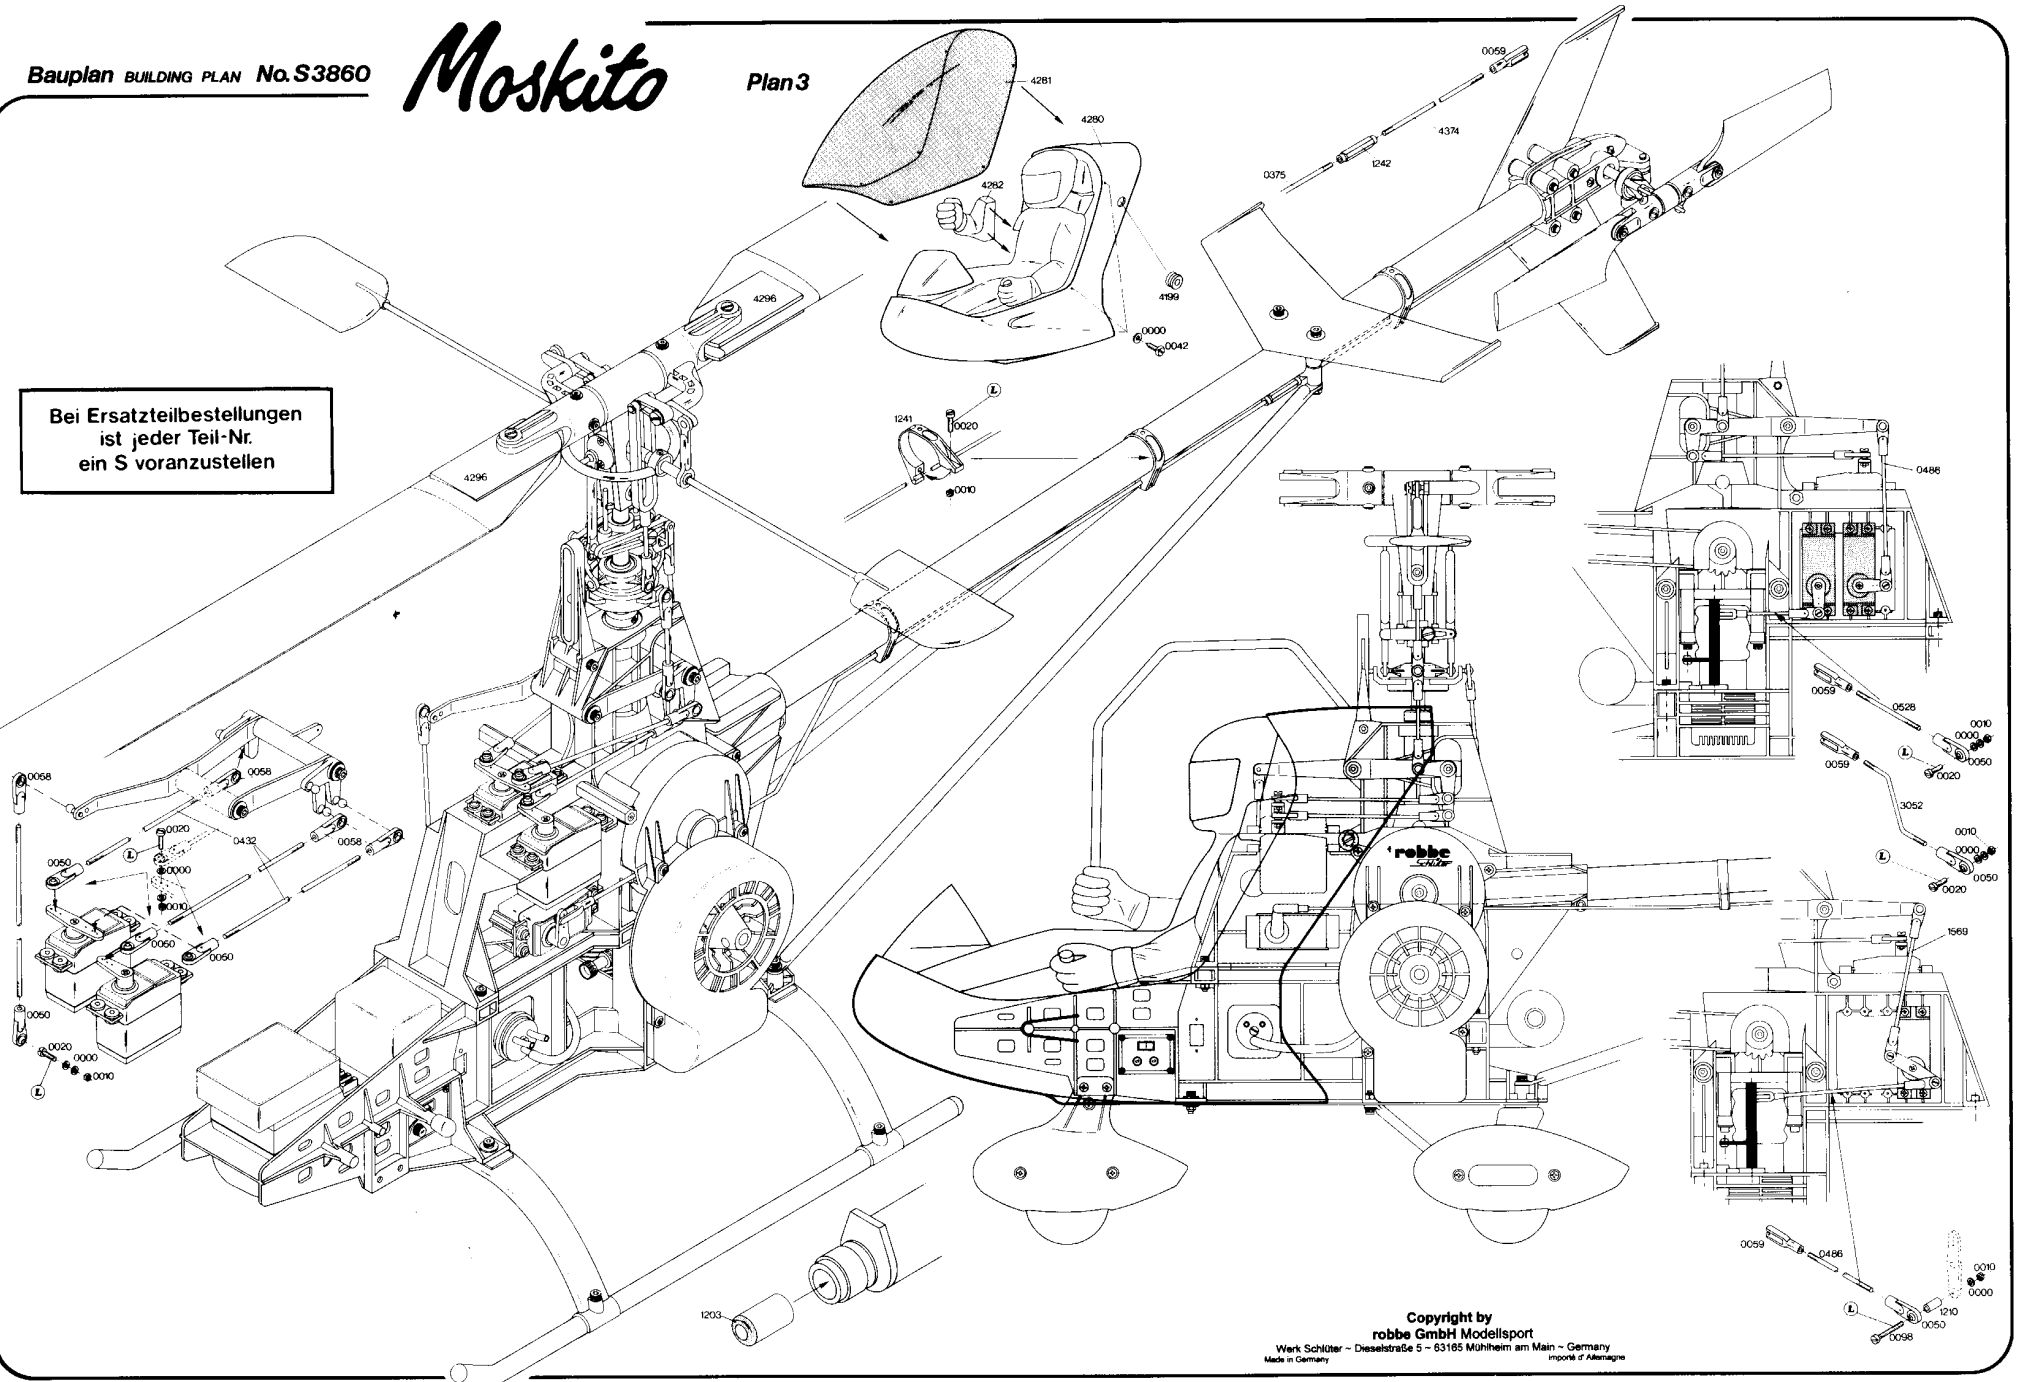 Bauplan BUILDING PLAN No. S3860
Moskito
Plan 3
4281
4280
4282
4199
0000
0042
0059
4374
1242
0375
4296
4296
Bei Ersatzteilbestellungen
ist jeder Teil-Nr.
ein S voranzustellen
1241
L
0020
0010
0486
0059
0528
0010
0000
0050
L
0020
0059
3052
0010
0000
0050
L
0020
0058
0058
0020
L
0432
0058
0050
0000
0010
0050
0050
0050
0020
0000
0010
L
robbe
Schlüter
1569
0059
0486
0010
0000
1210
0050
L
0098
1203
Copyright by
robbe GmbH Modellsport
Werk Schlüter ~ Dieselstraße 5 ~ 63165 Mühlheim am Main ~ Germany
Made in Germany
Importé d' Allemagne